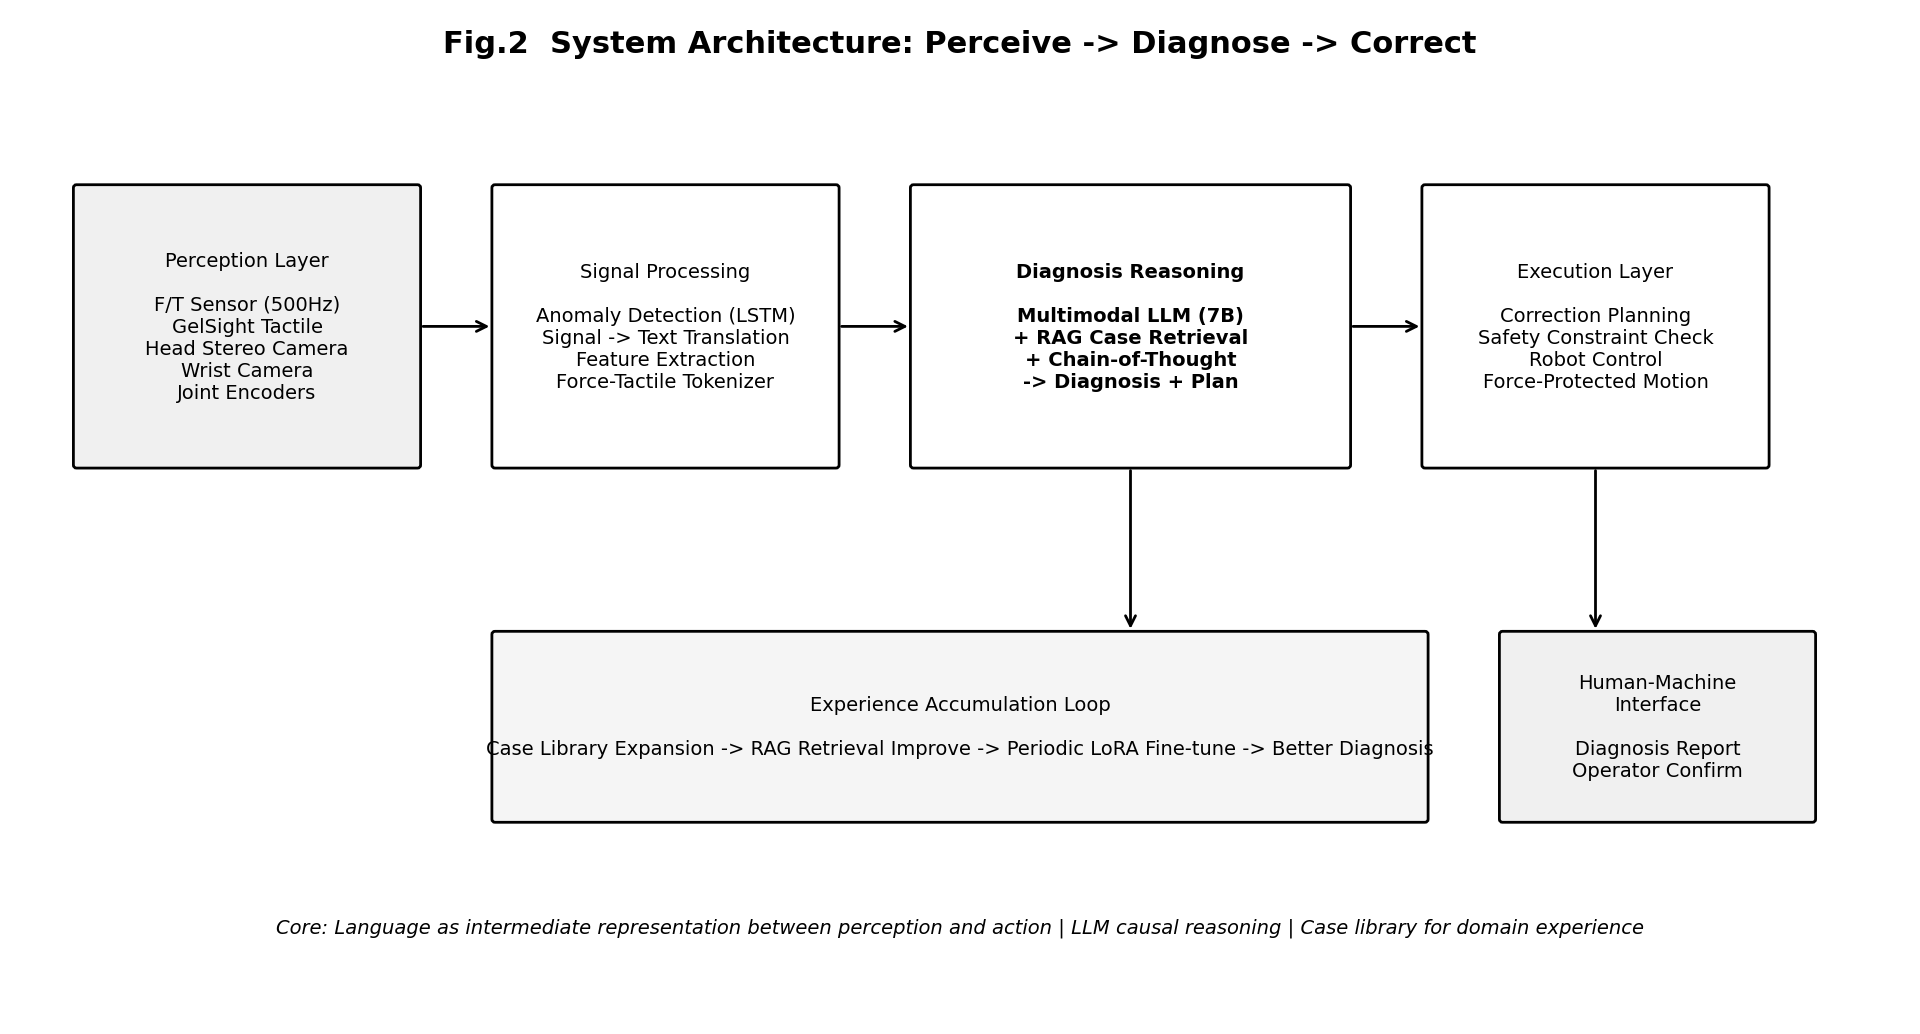 Fig.2  System Architecture: Perceive -> Diagnose -> Correct
Perception Layer
F/T Sensor (500Hz)
GelSight Tactile
Head Stereo Camera
Wrist Camera
Joint Encoders
Signal Processing
Anomaly Detection (LSTM)
Signal -> Text Translation
Feature Extraction
Force-Tactile Tokenizer
Diagnosis Reasoning
Multimodal LLM (7B)
+ RAG Case Retrieval
+ Chain-of-Thought
-> Diagnosis + Plan
Execution Layer
Correction Planning
Safety Constraint Check
Robot Control
Force-Protected Motion
Experience Accumulation Loop
Case Library Expansion -> RAG Retrieval Improve -> Periodic LoRA Fine-tune -> Better Diagnosis
Human-Machine
Interface
Diagnosis Report
Operator Confirm
Core: Language as intermediate representation between perception and action | LLM causal reasoning | Case library for domain experience